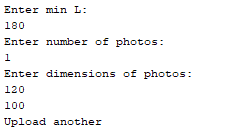 Enter min L:
180
Enter number of photos:
1
Enter dimensions of photos:
120
100
Upload another